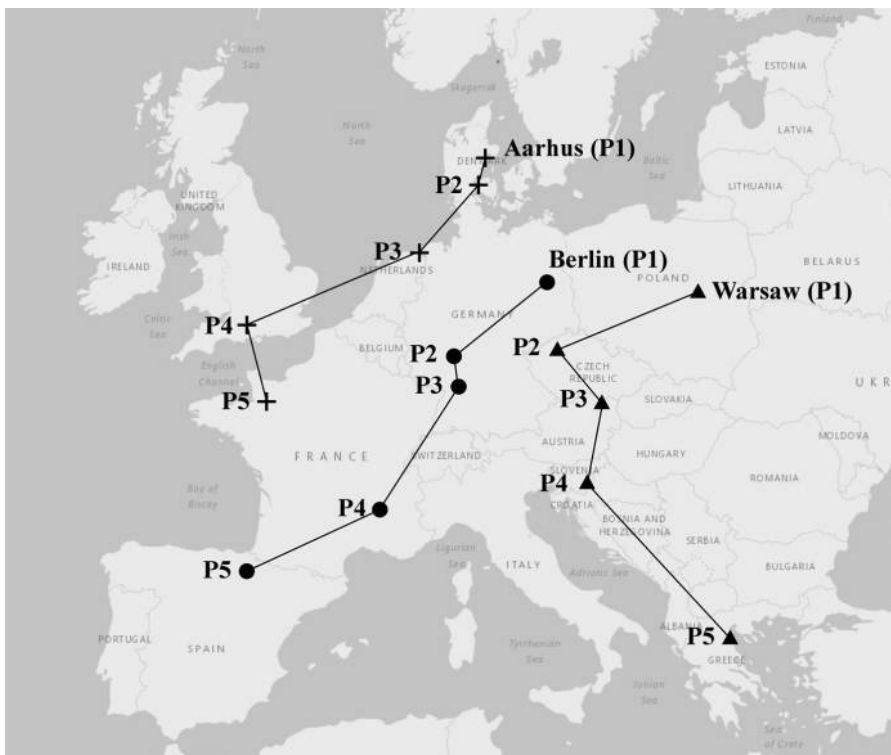 Finland
North
Sea
ESTONIA
Skagerrak
North
Sea
LATVIA
DENMARK
Aarhus (P1)
Baltic
Sea
P2
LITHUANIA
UNITED
KINGDOM
Irish
Sea
P3
NETHERLANDS
IRELAND
Berlin (P1)
BELARUS
POLAND
Warsaw (P1)
Celtic
Sea
P4
GERMANY
BELGIUM
P2
P2
English
Channel
CZECH
REPUBLIC
UKR
P3
P5
P3
SLOVAKIA
FRANCE
SWITZERLAND
AUSTRIA
MOLDOVA
HUNGARY
SLOVENIA
P4
ROMANIA
Bay of
Biscay
CROATIA
P4
BOSNIA AND
HERZEGOVINA
SERBIA
Ligurian
Sea
ITALY
P5
Adriatic Sea
BULGARIA
PORTUGAL
ALBANIA
P5
SPAIN
Tyrrhenian
Sea
GREECE
Ionian
Sea
Sea
of Crete